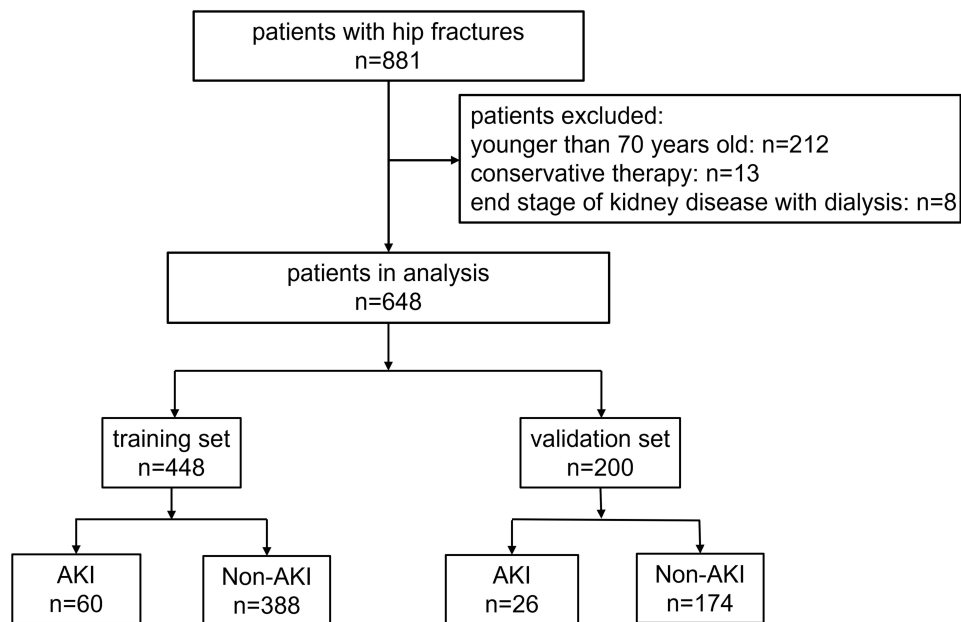 patients with hip fractures
n=881
patients excluded:
younger than 70 years old: n=212
conservative therapy: n=13
end stage of kidney disease with dialysis: n=8
patients in analysis
n=648
training set
n=448
validation set
n=200
AKI
n=60
Non-AKI
n=388
AKI
n=26
Non-AKI
n=174